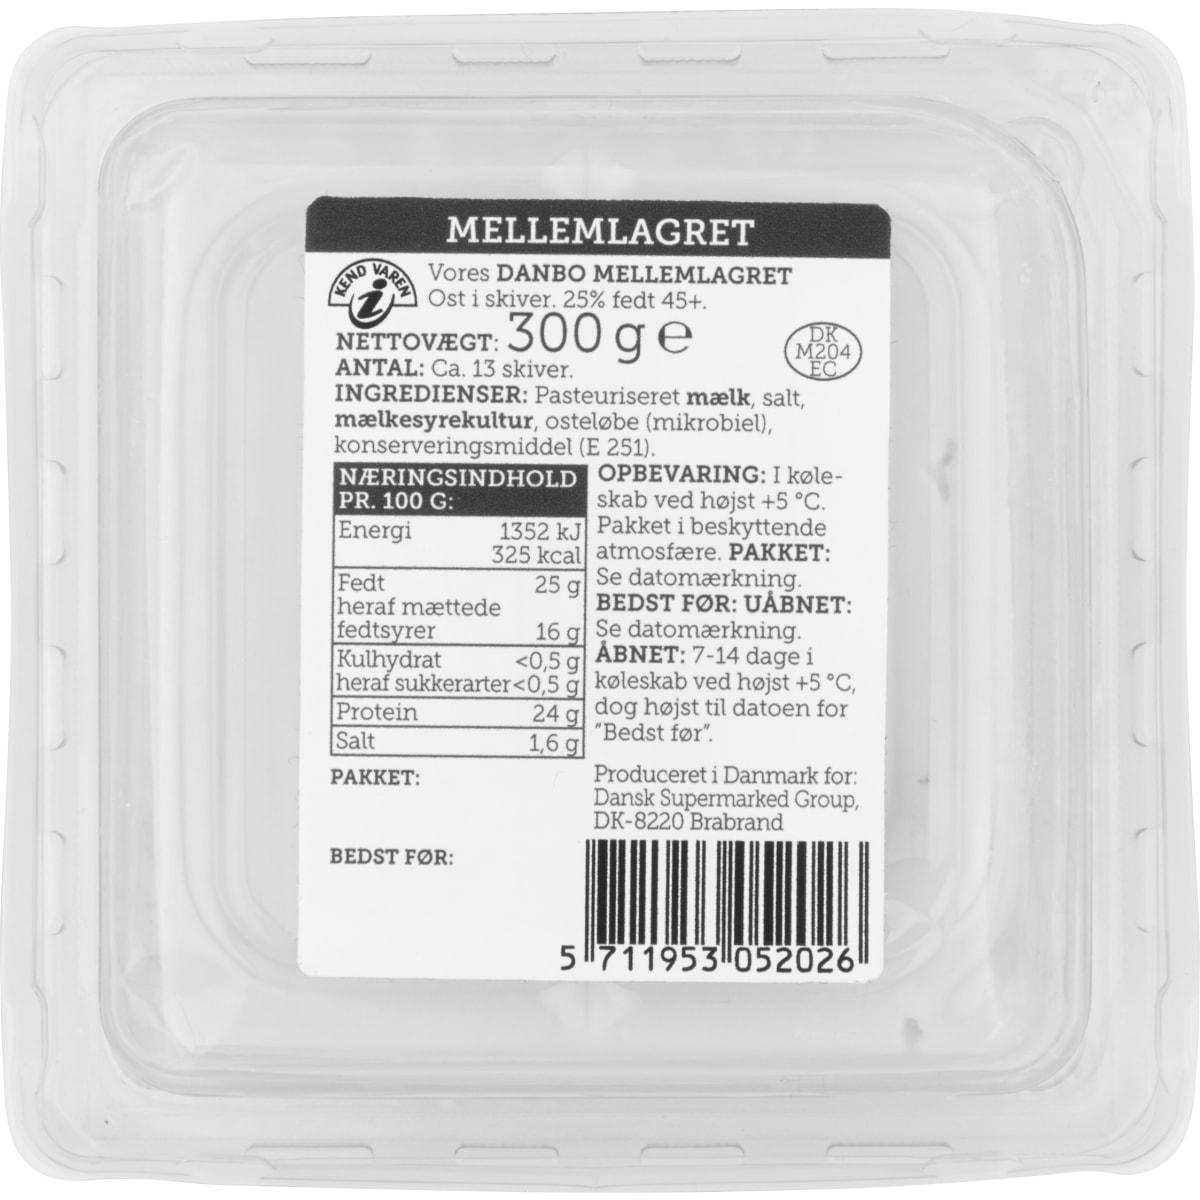 MELLEMLAGRET
KEND VAREN
i
Vores DANBO MELLEMLAGRET
Ost i skiver. 25% fedt 45+.
NETTOVÆGT: 300 g e
ANTAL: Ca. 13 skiver.
DK
M204
EC
INGREDIENSER: Pasteuriseret mælk, salt,
mælkesyrekultur, osteløbe (mikrobiel),
konserveringsmiddel (E 251).
NÆRINGSINDHOLD
PR. 100 G:
Energi 1352 kJ
325 kcal
Fedt 25 g
heraf mættede
fedtsyrer 16 g
Kulhydrat <0,5 g
heraf sukkerarter <0,5 g
Protein 24 g
Salt 1,6 g
PAKKET:
BEDST FØR:
OPBEVARING: I køle-
skab ved højst +5 °C.
Pakket i beskyttende
atmosfære. PAKKET:
Se datomærkning.
BEDST FØR: UÅBNET:
Se datomærkning.
ÅBNET: 7-14 dage i
køleskab ved højst +5 °C,
dog højst til datoen for
"Bedst før".
Produceret i Danmark for:
Dansk Supermarked Group,
DK-8220 Brabrand
5 711953 052026